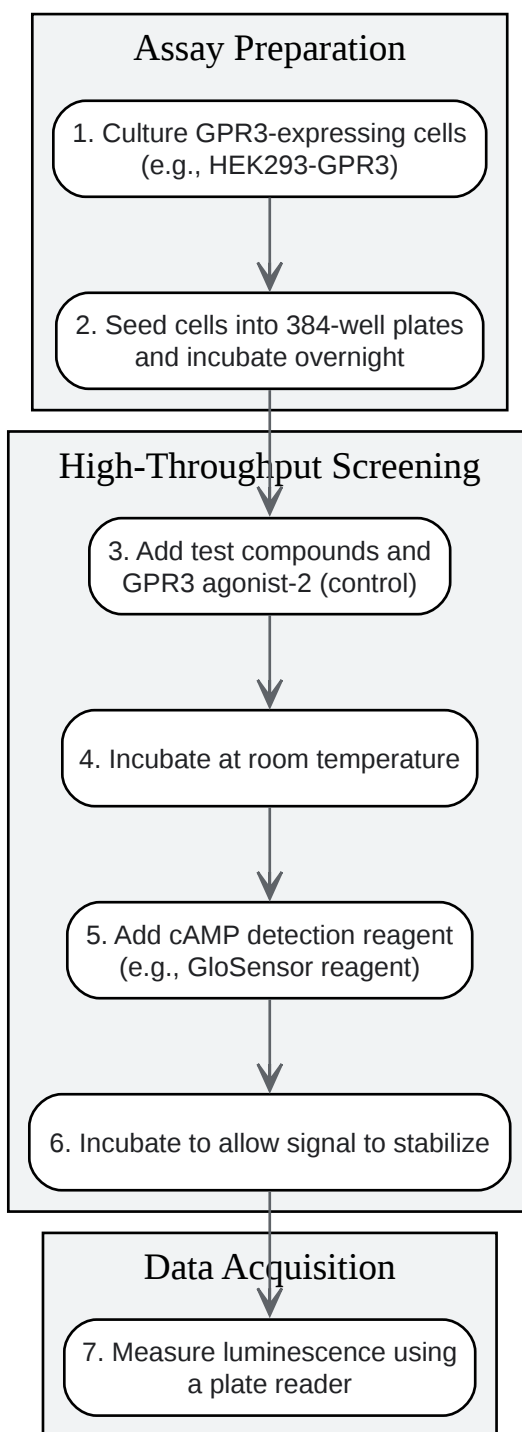 Assay Preparation
1. Culture GPR3-expressing cells
(e.g., HEK293-GPR3)
2. Seed cells into 384-well plates
and incubate overnight
High-Throughput Screening
3. Add test compounds and
GPR3 agonist-2 (control)
4. Incubate at room temperature
5. Add cAMP detection reagent
(e.g., GloSensor reagent)
6. Incubate to allow signal to stabilize
Data Acquisition
7. Measure luminescence using
a plate reader